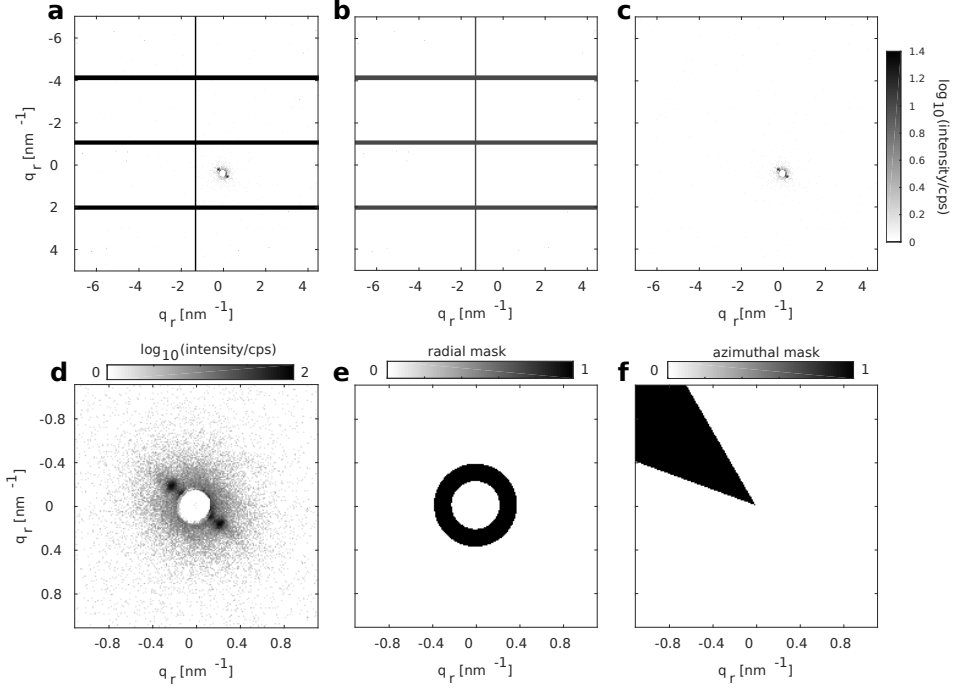 a
b
c
-6
-4
-2
0
2
4
q_r [nm^-1]
-6 -4 -2 0 2 4
q_r [nm^-1]
-6 -4 -2 0 2 4
q_r [nm^-1]
-6 -4 -2 0 2 4
q_r [nm^-1]
1.4
1.2
1
0.8
0.6
0.4
0.2
0
log10(intensity/cps)
d
log10(intensity/cps)
0 2
e
radial mask
0 1
f
azimuthal mask
0 1
-0.8
-0.4
0
0.4
0.8
q_r [nm^-1]
-0.8 -0.4 0 0.4 0.8
q_r [nm^-1]
-0.8 -0.4 0.0 0.4 0.8
q_r [nm^-1]
-0.8 -0.4 0 0.4 0.8
q_r [nm^-1]